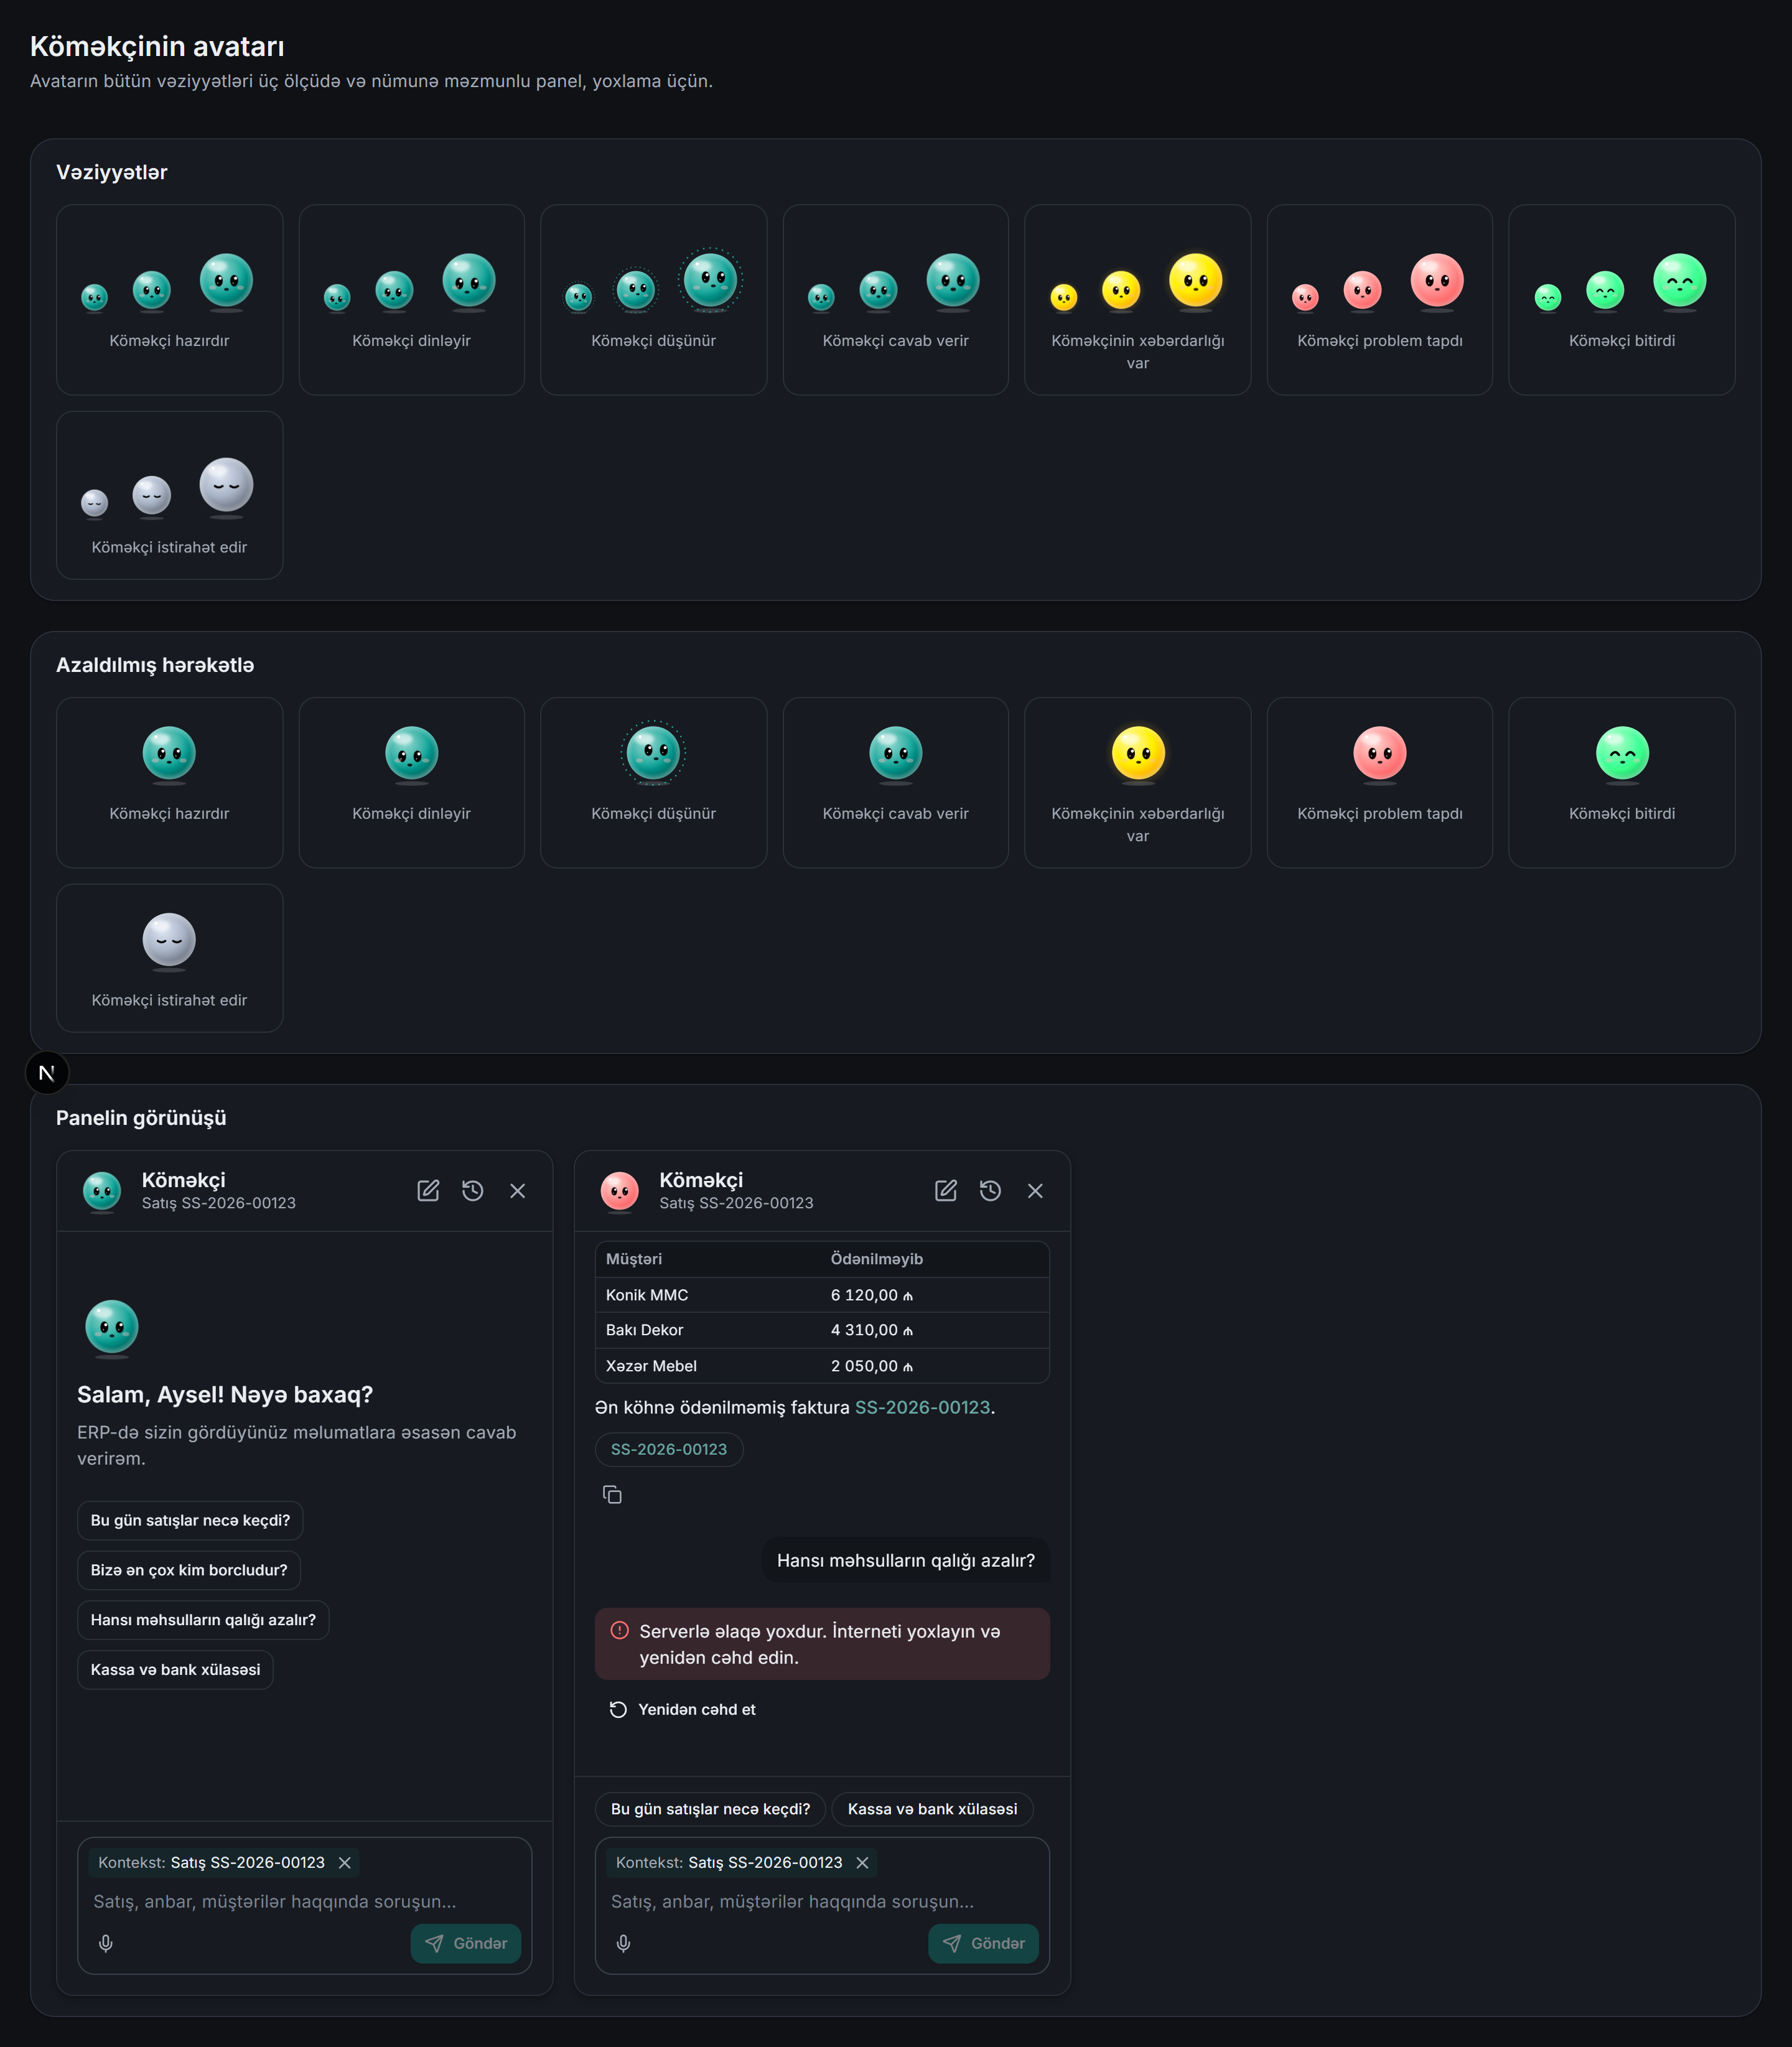 Köməkçinin avatarı
Avatarın bütün vəziyyətləri üç ölçüdə və nümunə məzmunlu panel, yoxlama üçün.
Vəziyyətlər
Köməkçi hazırdır
Köməkçi dinləyir
Köməkçi düşünür
Köməkçi cavab verir
Köməkçinin xəbərdarlığı
var
Köməkçi problem tapdı
Köməkçi bitirdi
Köməkçi istirahət edir
Azaldılmış hərəkətlə
Köməkçi hazırdır
Köməkçi dinləyir
Köməkçi düşünür
Köməkçi cavab verir
Köməkçinin xəbərdarlığı
var
Köməkçi problem tapdı
Köməkçi bitirdi
Köməkçi istirahət edir
N
Panelin görünüşü
Köməkçi
Satış SS-2026-00123
Salam, Aysel! Nəyə baxaq?
ERP-də sizin gördüyünüz məlumatlara əsasən cavab
verirəm.
Bu gün satışlar necə keçdi?
Bizə ən çox kim borcludur?
Hansı məhsulların qalığı azalır?
Kassa və bank xülasəsi
Kontekst: Satış SS-2026-00123
Satış, anbar, müştərilər haqqında soruşun...
Göndər
Köməkçi
Satış SS-2026-00123
Müştəri Ödənilməyib
Konik MMC 6 120,00 ₼
Bakı Dekor 4 310,00 ₼
Xəzər Mebel 2 050,00 ₼
Ən köhnə ödənilməmiş faktura SS-2026-00123.
SS-2026-00123
Hansı məhsulların qalığı azalır?
Serverlə əlaqə yoxdur. İnterneti yoxlayın və
yenidən cəhd edin.
Yenidən cəhd et
Bu gün satışlar necə keçdi?
Kassa və bank xülasəsi
Kontekst: Satış SS-2026-00123
Satış, anbar, müştərilər haqqında soruşun...
Göndər